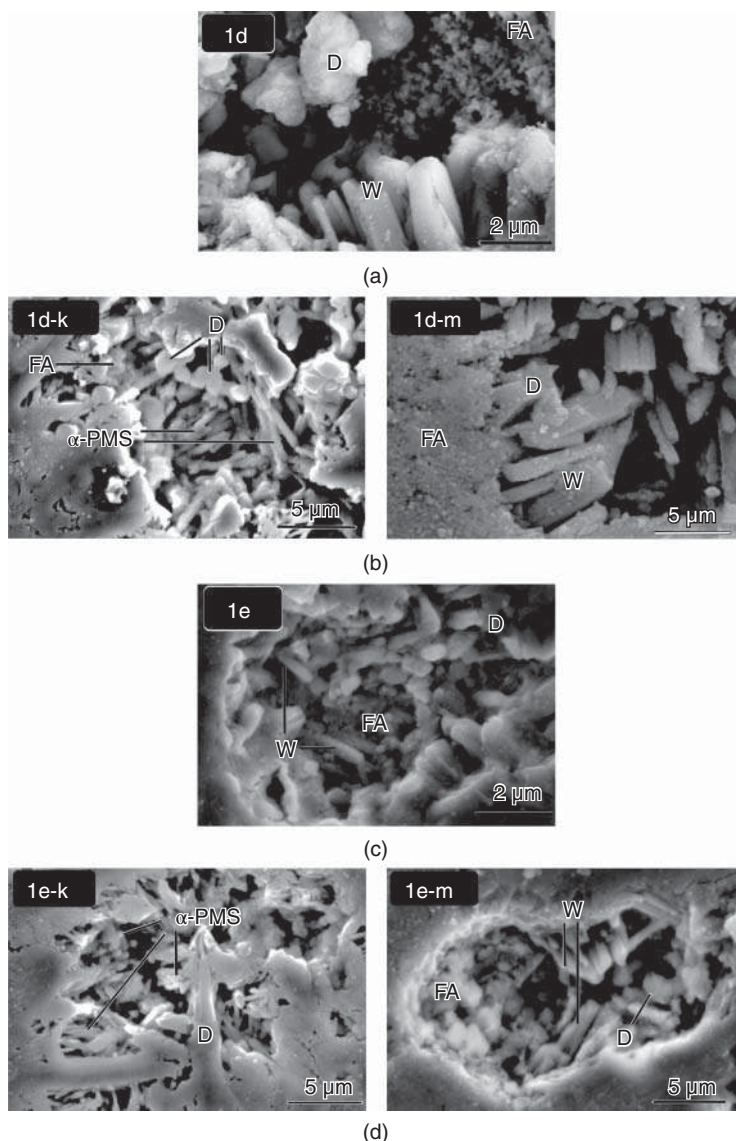 1d
FA
D
W
2 μm
(a)
1d-k
D
FA
α-PMS
5 μm
1d-m
D
FA
W
5 μm
(b)
1e
D
FA
W
2 μm
(c)
1e-k
α-PMS
D
5 μm
1e-m
W
FA
D
5 μm
(d)